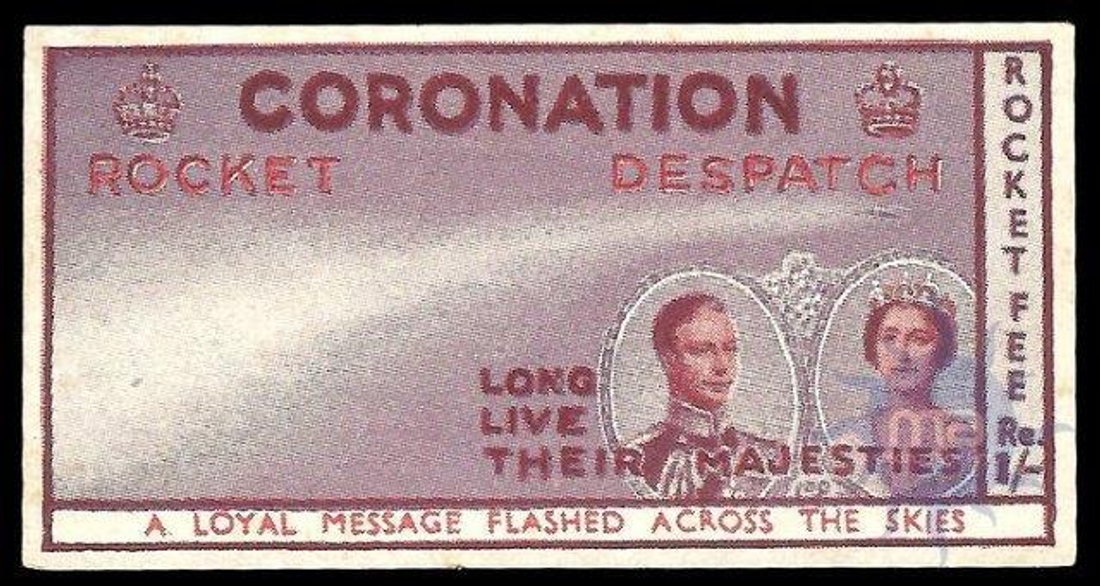 CORONATION
ROCKET DESPATCH
LONG
LIVE
THEIR MAJESTIES
A LOYAL MESSAGE FLASHED ACROSS THE SKIES
ROCKET FEE
Re.
1/-